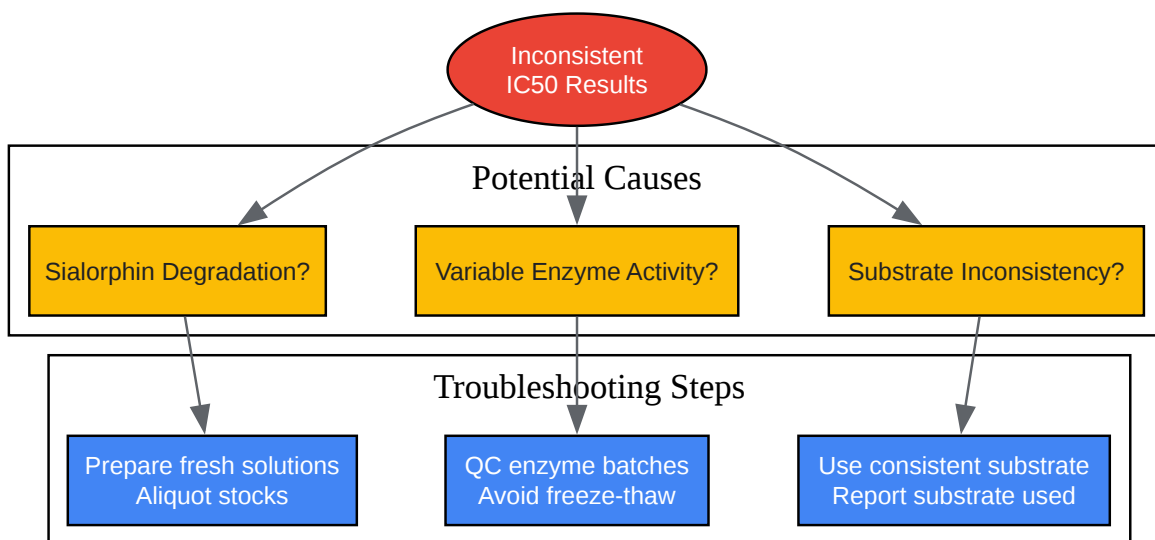 Inconsistent
IC50 Results
Potential Causes
Sialorphin Degradation?
Variable Enzyme Activity?
Substrate Inconsistency?
Troubleshooting Steps
Prepare fresh solutions
Aliquot stocks
QC enzyme batches
Avoid freeze-thaw
Use consistent substrate
Report substrate used